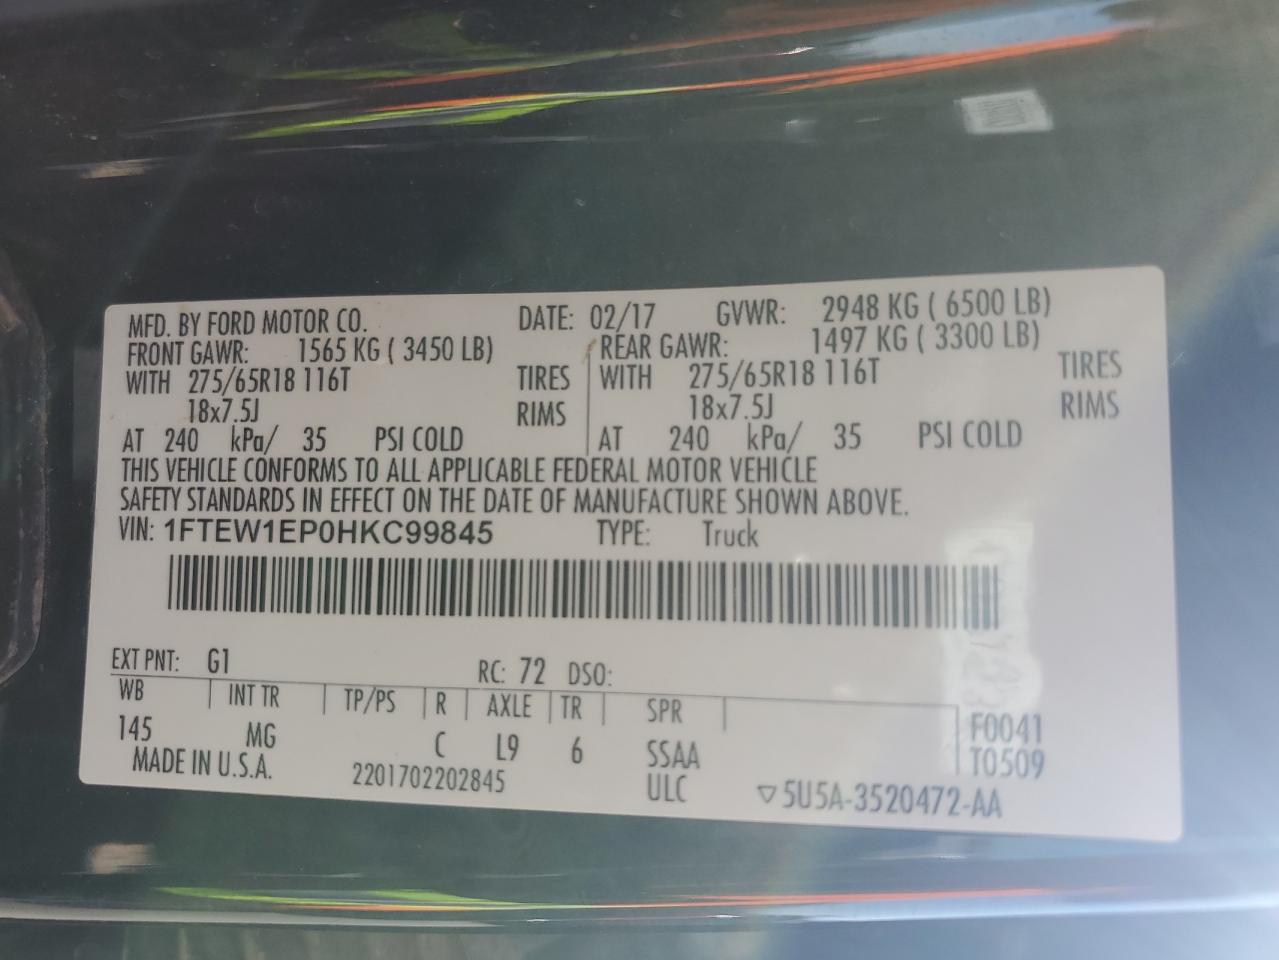 MFD. BY FORD MOTOR CO. DATE: 02/17 GVWR: 2948 KG ( 6500 LB)
FRONT GAWR: 1565 KG ( 3450 LB) REAR GAWR: 1497 KG ( 3300 LB)
WITH 275/65R18 116T TIRES WITH 275/65R18 116T TIRES
18x7.5J RIMS 18x7.5J RIMS
AT 240 kPa/ 35 PSI COLD AT 240 kPa/ 35 PSI COLD
THIS VEHICLE CONFORMS TO ALL APPLICABLE FEDERAL MOTOR VEHICLE
SAFETY STANDARDS IN EFFECT ON THE DATE OF MANUFACTURE SHOWN ABOVE.
VIN: 1FTEW1EP0HKC99845 TYPE: Truck
EXT PNT: G1 RC: 72 DSO:
WB INT TR TP/PS R AXLE TR SPR F0041
145 MG C L9 6 SSAA T0509
MADE IN U.S.A. 2201702202845 ULC ▽5U5A-3520472-AA